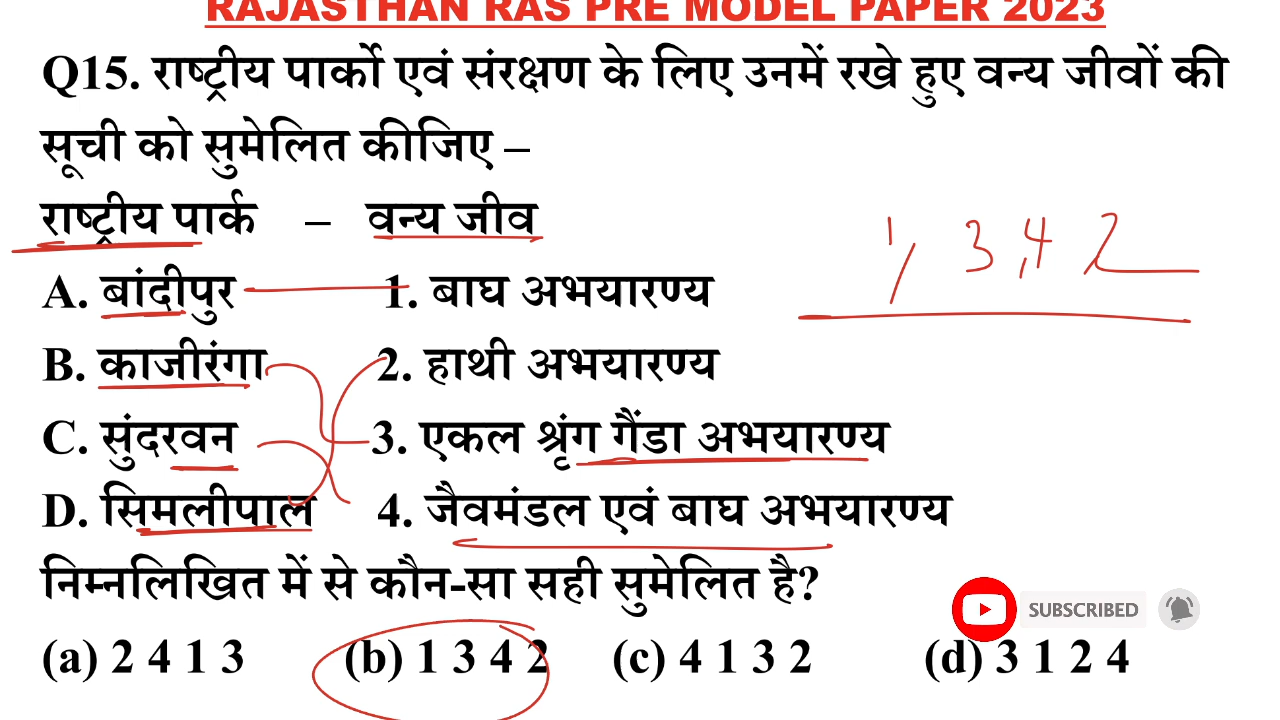 RAJASTHAN RAS PRE MODEL PAPER 2023
Q15. राष्ट्रीय पार्को एवं संरक्षण के लिए उनमें रखे हुए वन्य जीवों की
सूची को सुमेलित कीजिए –
राष्ट्रीय पार्क – वन्य जीव
A. बांदीपुर 1. बाघ अभयारण्य
B. काजीरंगा 2. हाथी अभयारण्य
C. सुंदरवन 3. एकल श्रृंग गैंडा अभयारण्य
D. सिमलीपाल 4. जैवमंडल एवं बाघ अभयारण्य
1, 3,4 2
निम्नलिखित में से कौन-सा सही सुमेलित है?
SUBSCRIBED
(a) 2 4 1 3 (b) 1 3 4 2 (c) 4 1 3 2 (d) 3 1 2 4